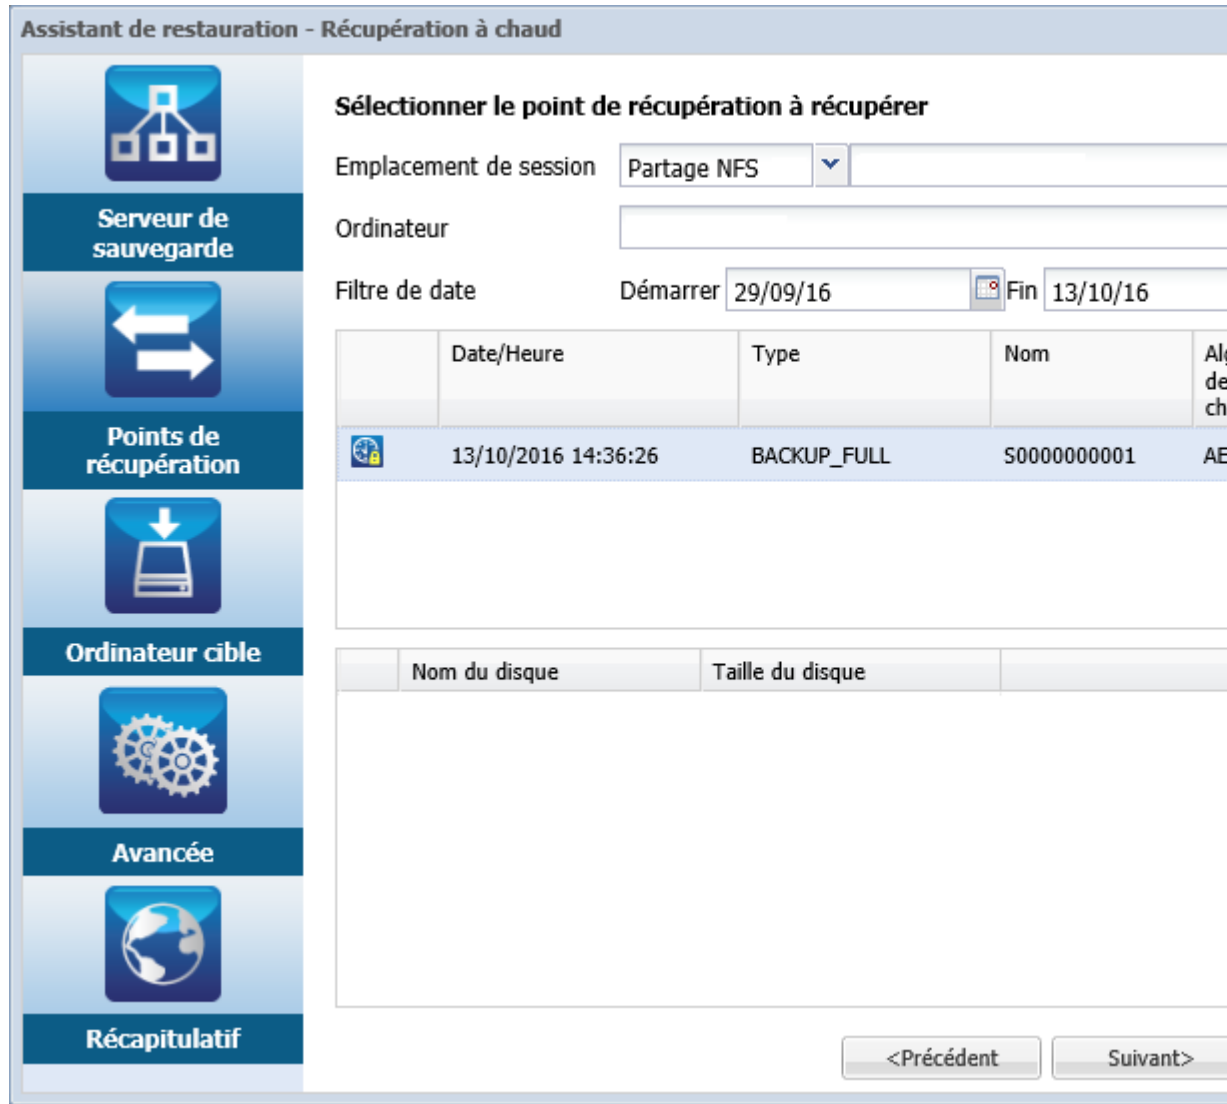 Assistant de restauration - Récupération à chaud
Serveur de
sauvegarde
Points de
récupération
Ordinateur cible
Avancée
Récapitulatif
Sélectionner le point de récupération à récupérer
Emplacement de session Partage NFS
Ordinateur
Filtre de date Démarrer 29/09/16 Fin 13/10/16
Date/Heure Type Nom
13/10/2016 14:36:26 BACKUP_FULL S0000000001
Nom du disque Taille du disque
<Précédent Suivant>